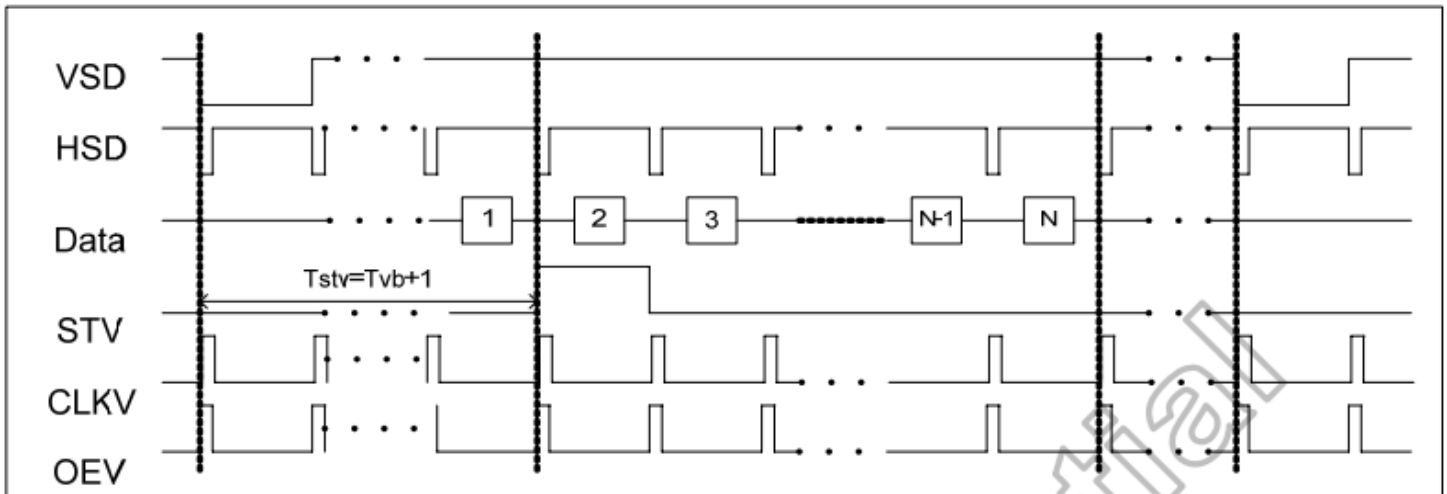 VSD
HSD
Data
1
2
3
N-1
N
Tstv=Tvb+1
STV
CLKV
OEV